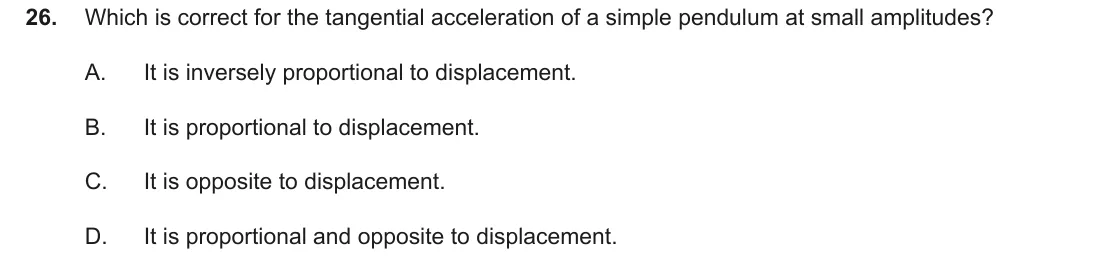 26. Which is correct for the tangential acceleration of a simple pendulum at small amplitudes?
A. It is inversely proportional to displacement.
B. It is proportional to displacement.
C. It is opposite to displacement.
D. It is proportional and opposite to displacement.